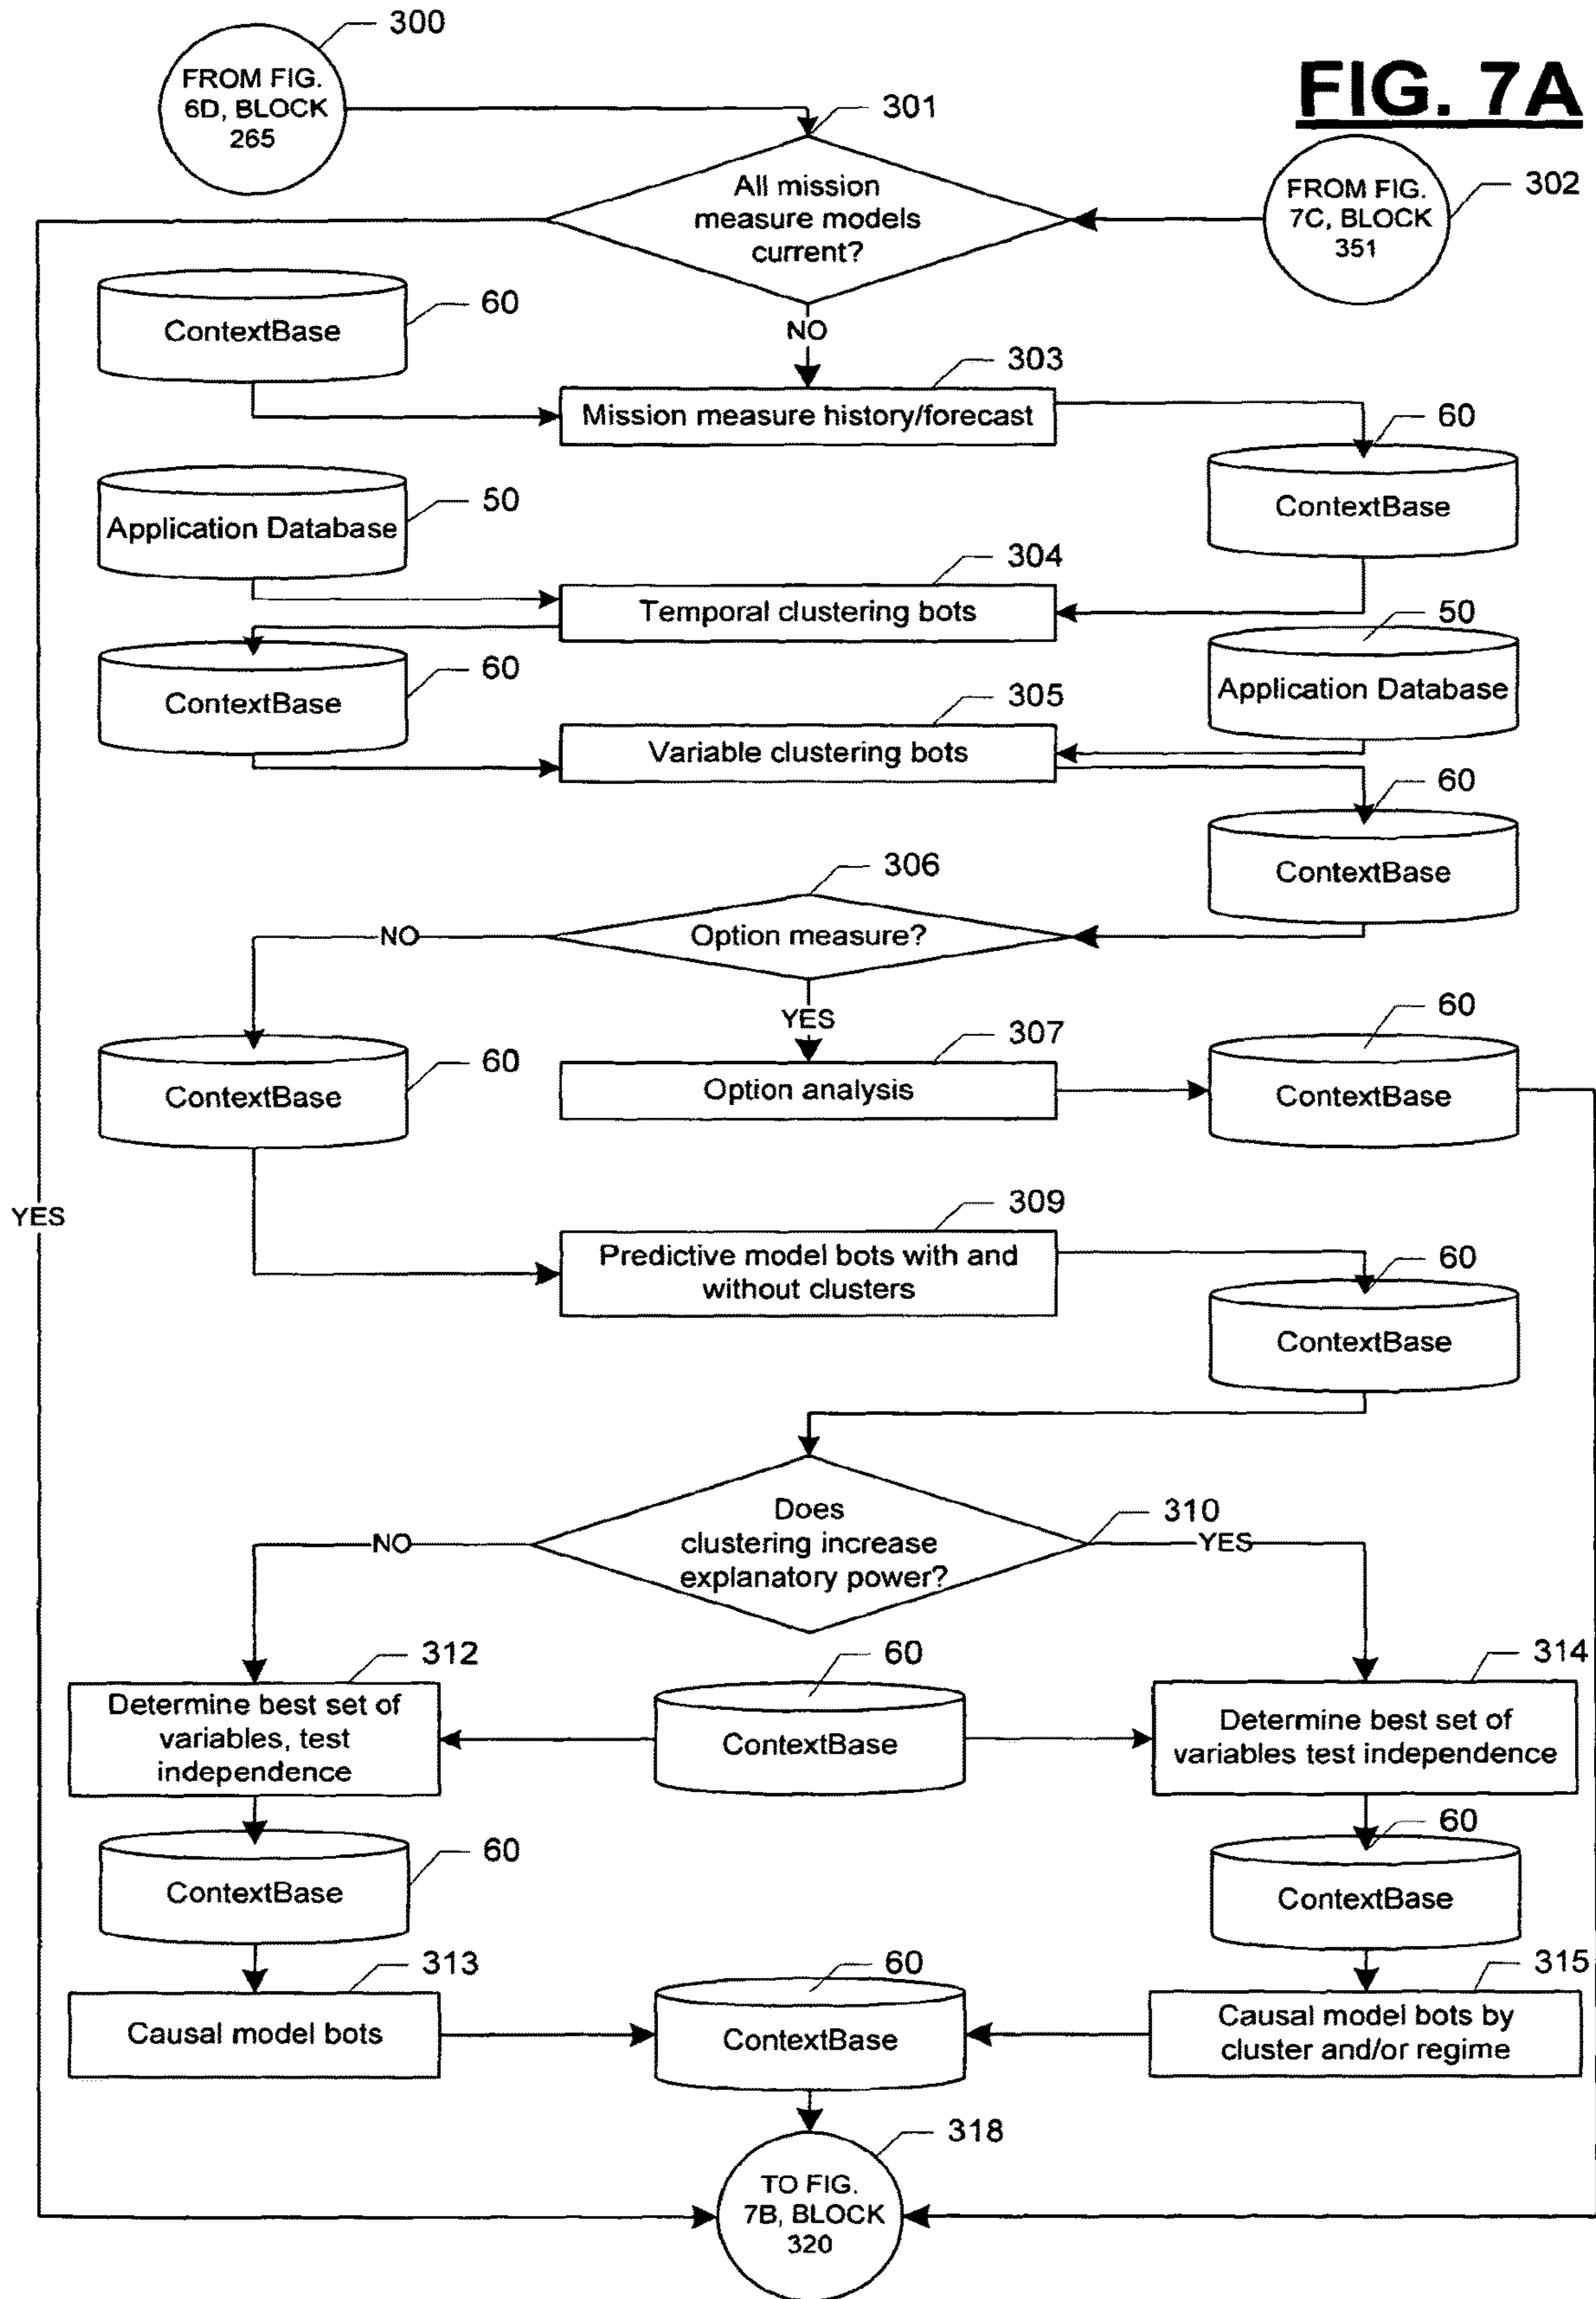 300
FROM FIG.
6D, BLOCK
265
FIG. 7A
301
All mission
measure models
current?
FROM FIG.
7C, BLOCK
351
302
60
ContextBase
NO
303
Mission measure history/forecast
60
ContextBase
50
Application Database
304
Temporal clustering bots
50
Application Database
60
ContextBase
305
Variable clustering bots
60
ContextBase
306
Option measure?
NO
YES
60
ContextBase
307
Option analysis
60
ContextBase
YES
309
Predictive model bots with and
without clusters
60
ContextBase
Does
clustering increase
explanatory power?
310
NO
YES
312
Determine best set of
variables, test
independence
60
ContextBase
314
Determine best set of
variables test independence
60
ContextBase
60
ContextBase
313
Causal model bots
60
ContextBase
315
Causal model bots by
cluster and/or regime
318
TO FIG.
7B, BLOCK
320